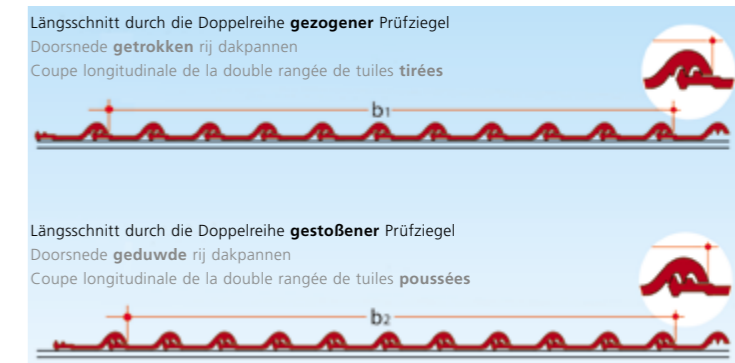 Längsschnitt durch die Doppelreihe gezogener Prüfziegel
Doorsnede getrokken rij dakpannen
Coupe longitudinale de la double rangée de tuiles tirées
b1
Längsschnitt durch die Doppelreihe gestoßener Prüfziegel
Doorsnede geduwde rij dakpannen
Coupe longitudinale de la double rangée de tuiles poussées
b2